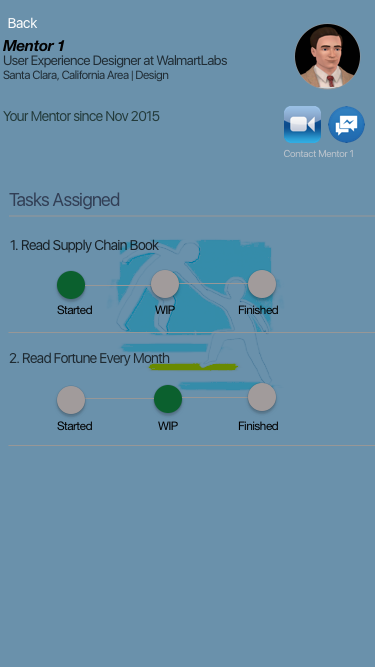 Back
Mentor 1
User Experience Designer at WalmartLabs
Santa Clara, California Area | Design
Your Mentor since Nov 2015
Contact Mentor 1
Tasks Assigned
1. Read Supply Chain Book
Started WIP Finished
2. Read Fortune Every Month
Started WIP Finished